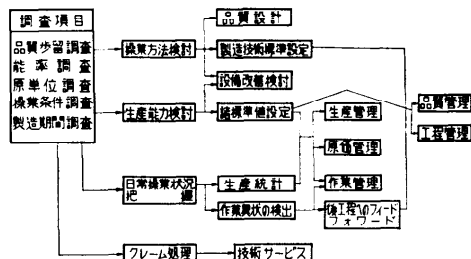 調査項目
品質歩留調査
能率調査
原単位調査
操業条件調査
製造期間調査
操業方法検討
生産能力検討
日常操業状況
把握
クレーム処理
品質設計
製造技術標準設定
設備改善検討
諸標準値設定
生産統計
作業異状の検出
技術サービス
生産管理
原価管理
作業管理
後工程へのフィード
フォワード
品質管理
工程管理